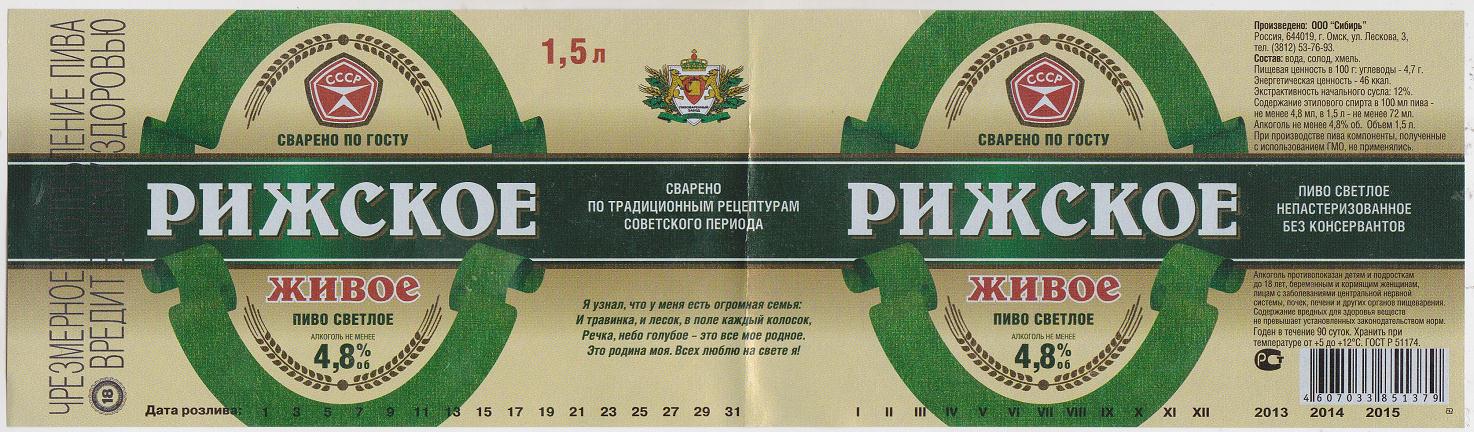 ЧРЕЗМЕРНОЕ ПОТРЕБЛЕНИЕ ПИВА
ВРЕДИТ ЗДОРОВЬЮ
18
СССР
СВАРЕНО ПО ГОСТУ
РИЖСКОЕ
ЖИВОЕ
ПИВО СВЕТЛОЕ
АЛКОГОЛЬ НЕ МЕНЕЕ
4,8% об
1,5 л
ПИВОВАРЕННЫЙ
ЗАВОД
СВАРЕНО
ПО ТРАДИЦИОННЫМ РЕЦЕПТУРАМ
СОВЕТСКОГО ПЕРИОДА
Я узнал, что у меня есть огромная семья:
И травинка, и лесок, в поле каждый колосок,
Речка, небо голубое – это все мое родное.
Это родина моя. Всех люблю на свете я!
СССР
СВАРЕНО ПО ГОСТУ
РИЖСКОЕ
ЖИВОЕ
ПИВО СВЕТЛОЕ
АЛКОГОЛЬ НЕ МЕНЕЕ
4,8% об
Произведено: ООО "Сибирь"
Россия, 644019, г. Омск, ул. Лескова, 3,
тел. (3812) 53-76-93.
Состав: вода, солод, хмель.
Пищевая ценность в 100 г: углеводы - 4,7 г.
Энергетическая ценность - 46 ккал.
Экстрактивность начального сусла: 12%.
Содержание этилового спирта в 100 мл пива -
не менее 4,8 мл, в 1,5 л - не менее 72 мл.
Алкоголь не менее 4,8% об. Объем 1,5 л.
При производстве пива компоненты, полученные
с использованием ГМО, не применялись.
ПИВО СВЕТЛОЕ
НЕПАСТЕРИЗОВАННОЕ
БЕЗ КОНСЕРВАНТОВ
Алкоголь противопоказан детям и подросткам
до 18 лет, беременным и кормящим женщинам,
лицам с заболеваниями центральной нервной
системы, почек, печени и других органов пищеварения.
Содержание вредных для здоровья веществ
не превышает установленных законодательством норм.
Годен в течение 90 суток. Хранить при
температуре от +5 до +12°С. ГОСТ Р 51174.
РСТ
4 607033 851379
Дата розлива: 1 3 5 7 9 11 13 15 17 19 21 23 25 27 29 31 I II III IV V VI VII VIII IX X XI XII 2013 2014 2015